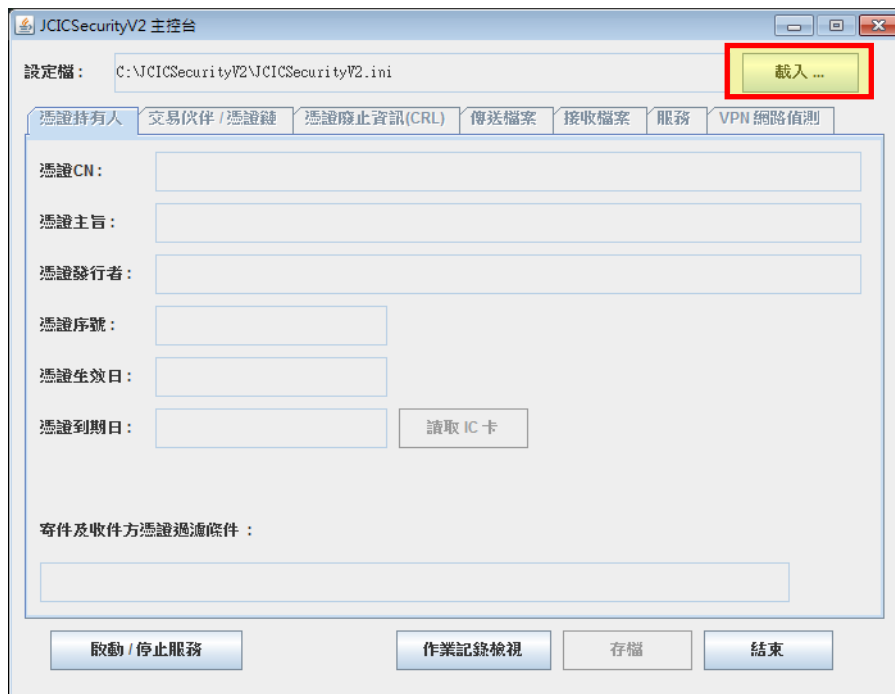 JCICSecurityV2 主控台
設定檔： C:\JCICSecurityV2\JCICSecurityV2.ini 載入 ...
憑證持有人 交易伙伴 / 憑證鏈 憑證廢止資訊(CRL) 傳送檔案 接收檔案 服務 VPN 網路偵測
憑證CN：
憑證主旨：
憑證發行者：
憑證序號：
憑證生效日：
憑證到期日： 讀取 IC 卡
寄件及收件方憑證過濾條件 ：
啟動 / 停止服務 作業記錄檢視 存檔 結束